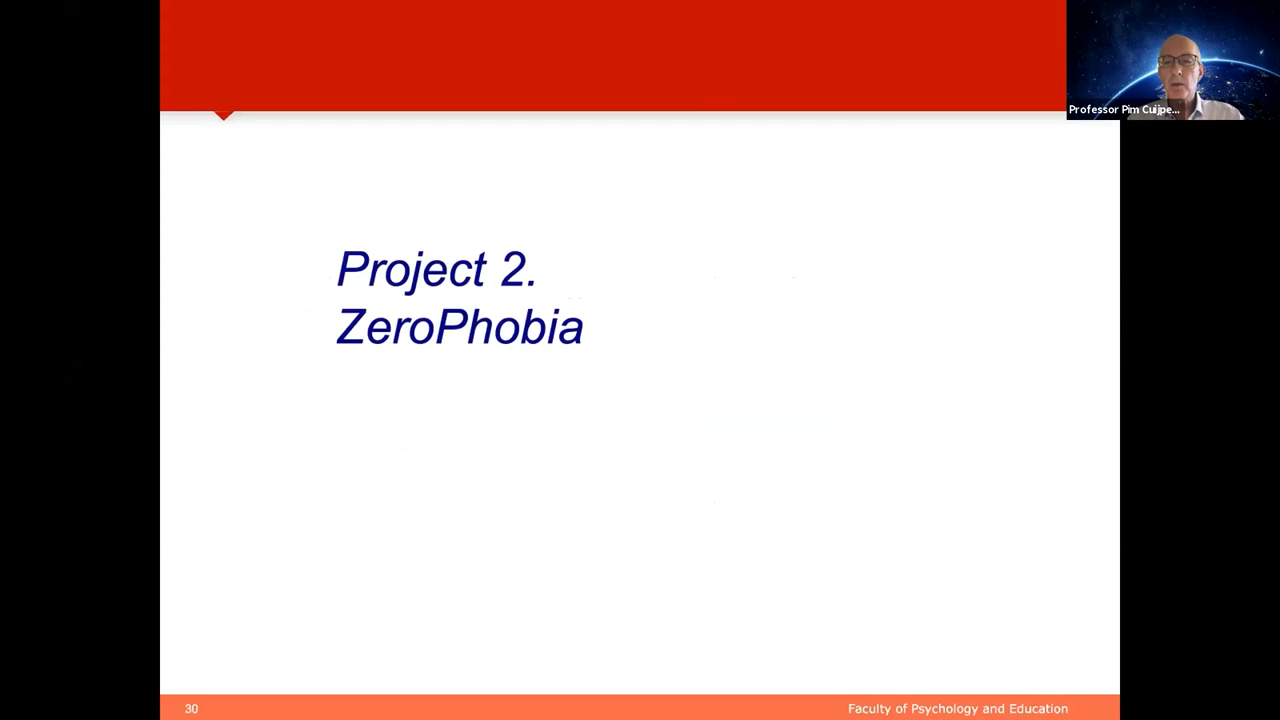 Professor Pim Cuijpe...
Project 2.
ZeroPhobia
30
Faculty of Psychology and Education